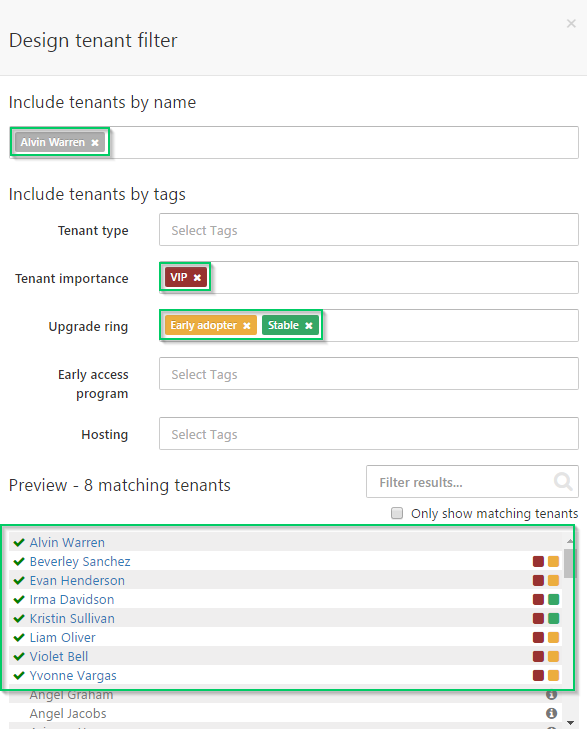 Design tenant filter
×
Include tenants by name
Alvin Warren ×
Include tenants by tags
Tenant type
Select Tags
Tenant importance
VIP ×
Upgrade ring
Early adopter ×
Stable ×
Early access
program
Select Tags
Hosting
Select Tags
Preview - 8 matching tenants
Filter results...
Only show matching tenants
Alvin Warren
Beverley Sanchez
Evan Henderson
Irma Davidson
Kristin Sullivan
Liam Oliver
Violet Bell
Yvonne Vargas
Angel Graham
Angel Jacobs